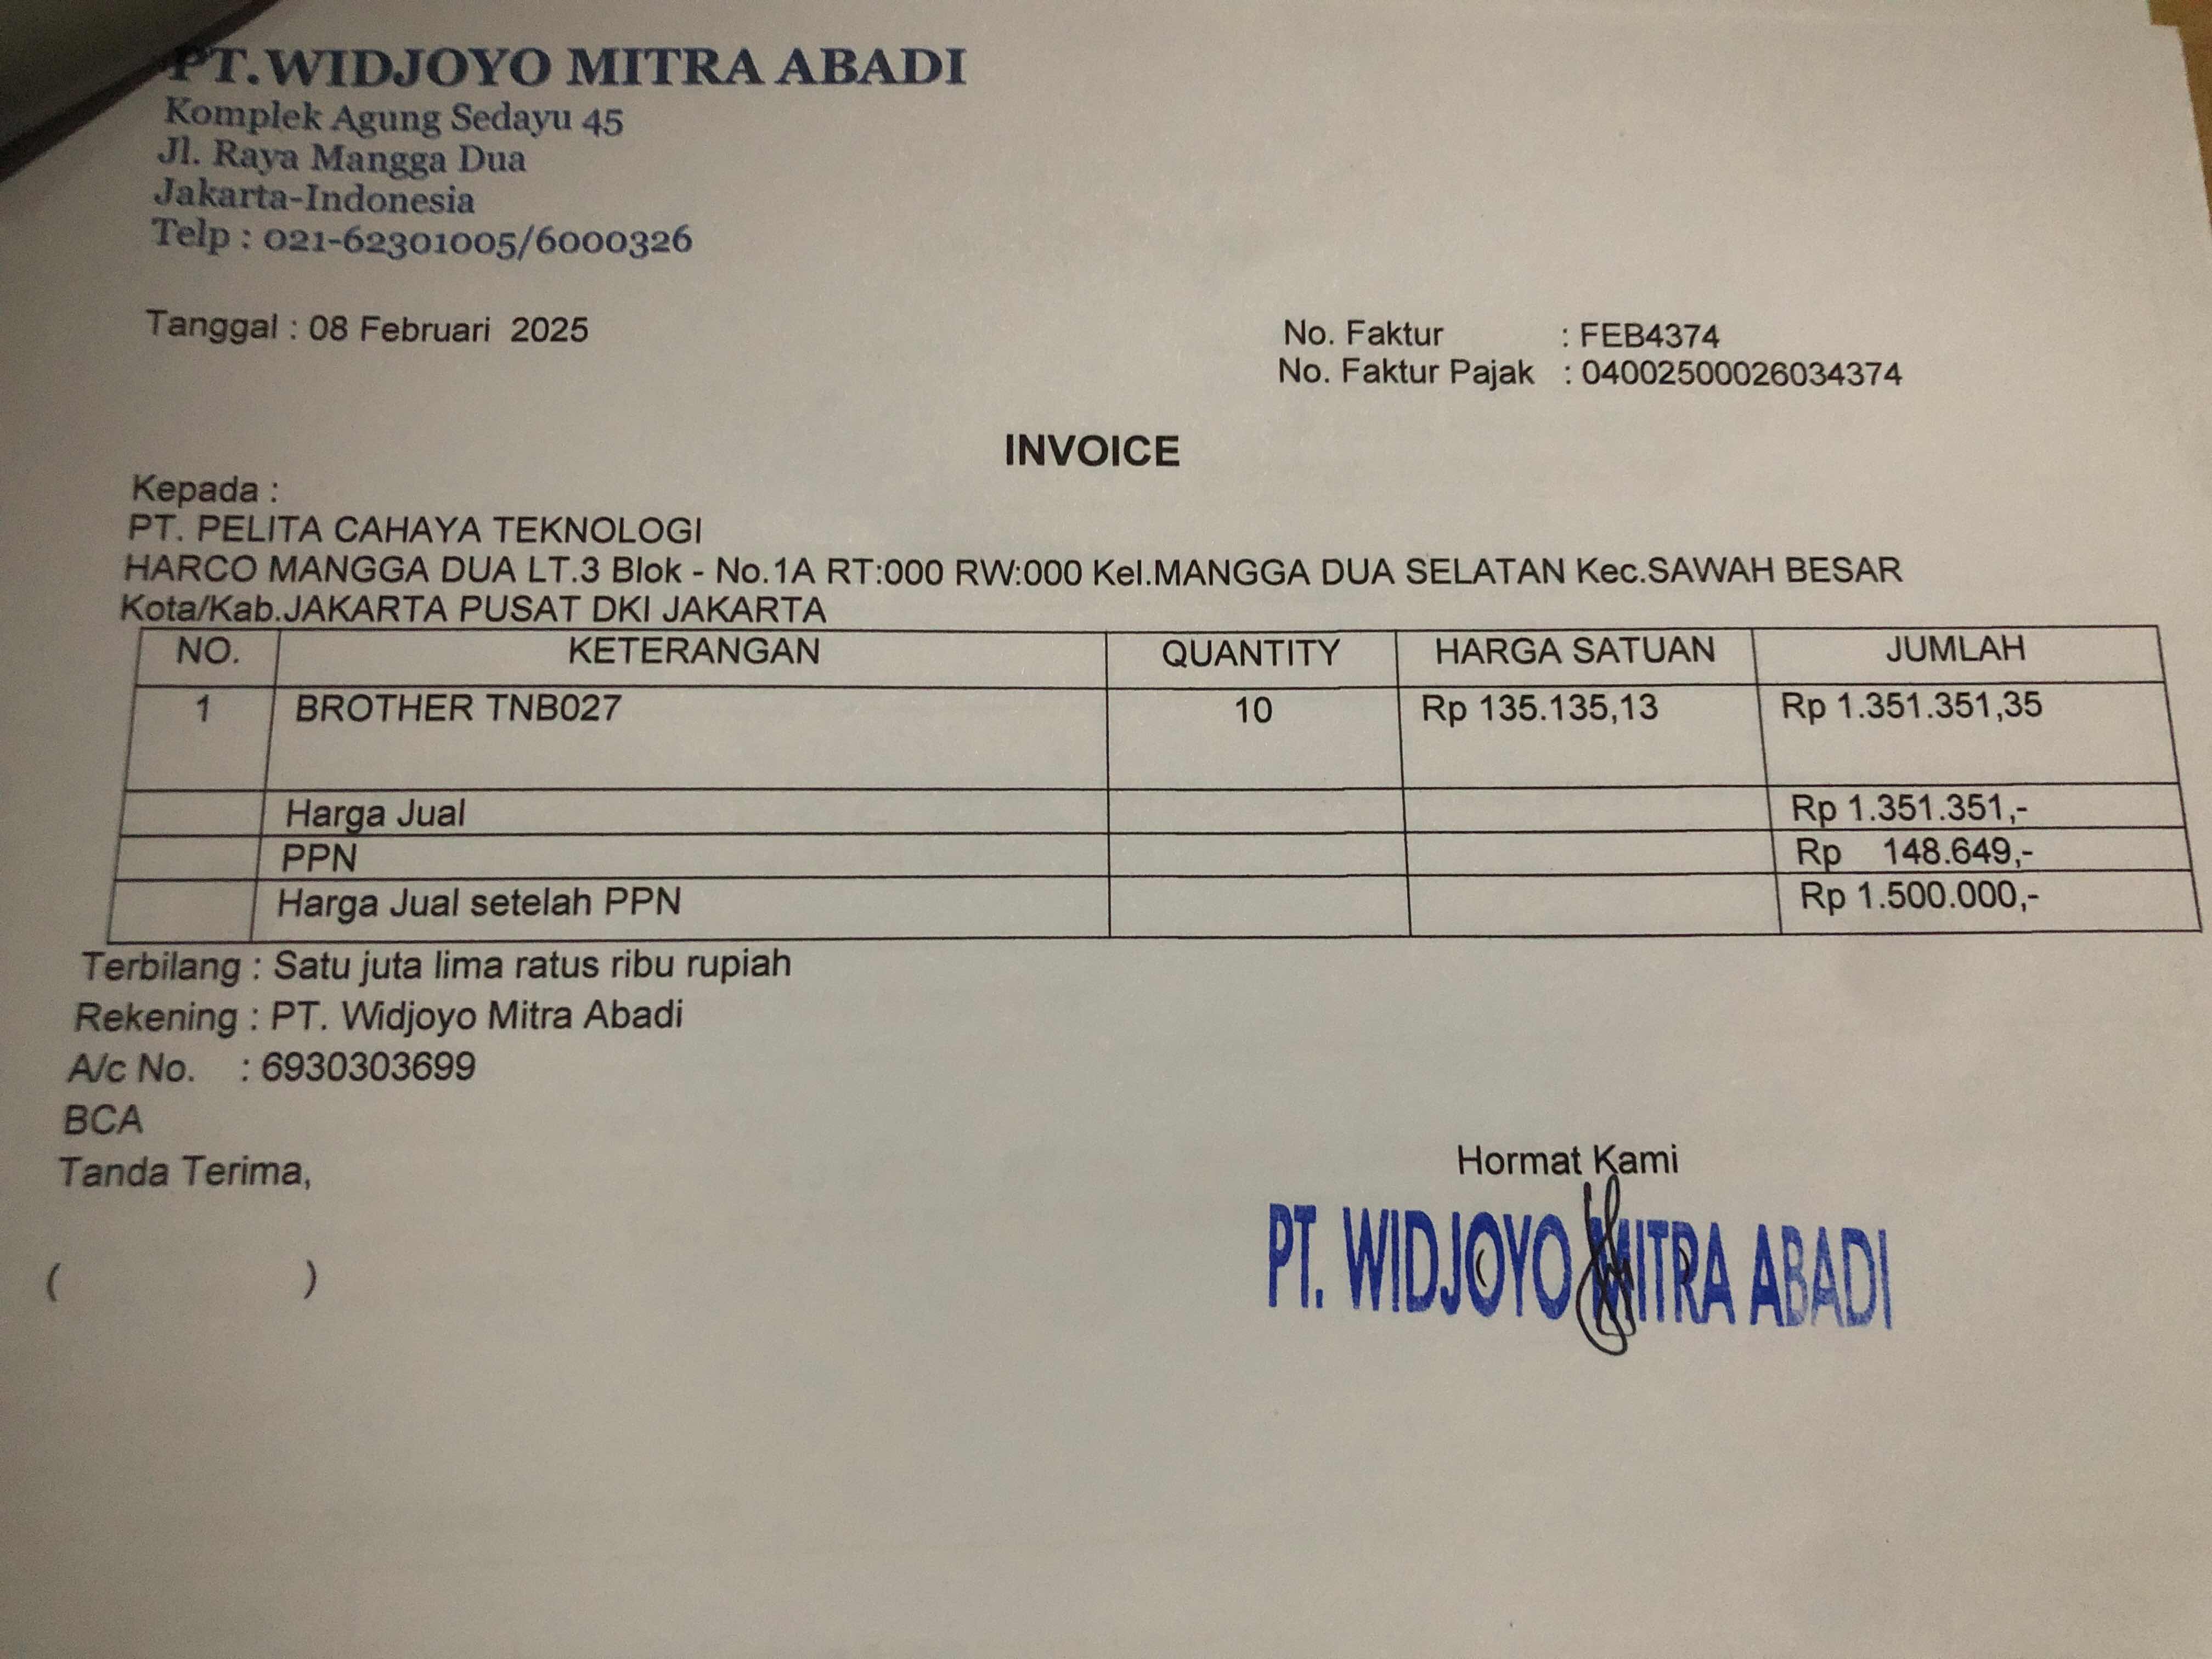 PT.WIDJOYO MITRA ABADI
Komplek Agung Sedayu 45
Jl. Raya Mangga Dua
Jakarta-Indonesia
Telp : 021-62301005/6000326
Tanggal : 08 Februari 2025
No. Faktur : FEB4374
No. Faktur Pajak : 04002500026034374
INVOICE
Kepada :
PT. PELITA CAHAYA TEKNOLOGI
HARCO MANGGA DUA LT.3 Blok - No.1A RT:000 RW:000 Kel.MANGGA DUA SELATAN Kec.SAWAH BESAR
Kota/Kab.JAKARTA PUSAT DKI JAKARTA
NO. KETERANGAN QUANTITY HARGA SATUAN JUMLAH
1 BROTHER TNB027 10 Rp 135.135,13 Rp 1.351.351,35
Harga Jual Rp 1.351.351,-
PPN Rp 148.649,-
Harga Jual setelah PPN Rp 1.500.000,-
Terbilang : Satu juta lima ratus ribu rupiah
Rekening : PT. Widjoyo Mitra Abadi
A/c No. : 6930303699
BCA
Tanda Terima,
Hormat Kami
PT. WIDJOYO MITRA ABADI
( )